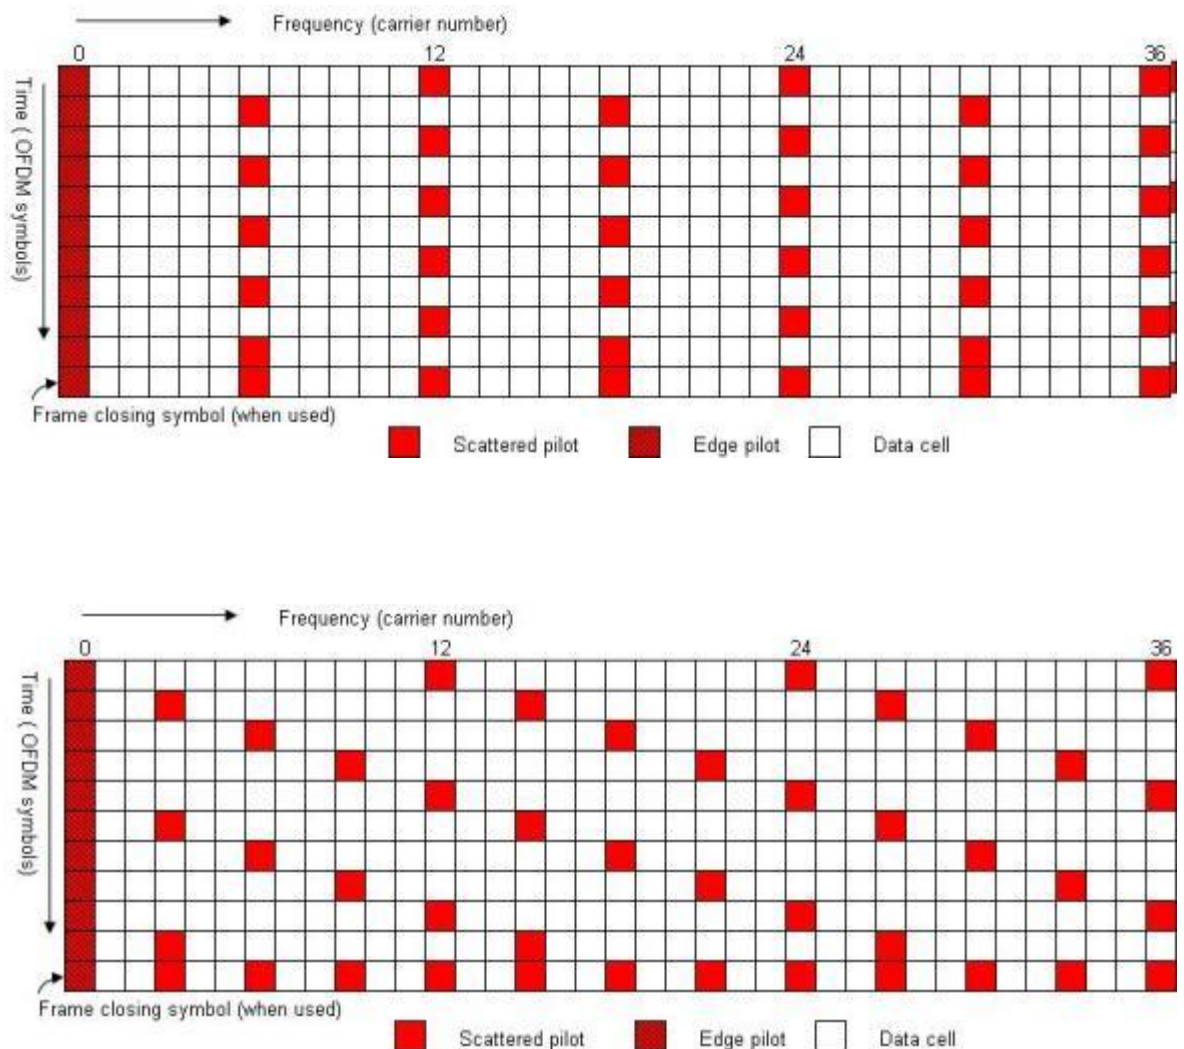 Frequency (carrier number)
0 12 24 36
Time ( OFDM symbols)
Frame closing symbol (when used)
Scattered pilot Edge pilot Data cell
Frequency (carrier number)
0 12 24 36
Time ( OFDM symbols)
Frame closing symbol (when used)
Scattered pilot Edge pilot Data cell